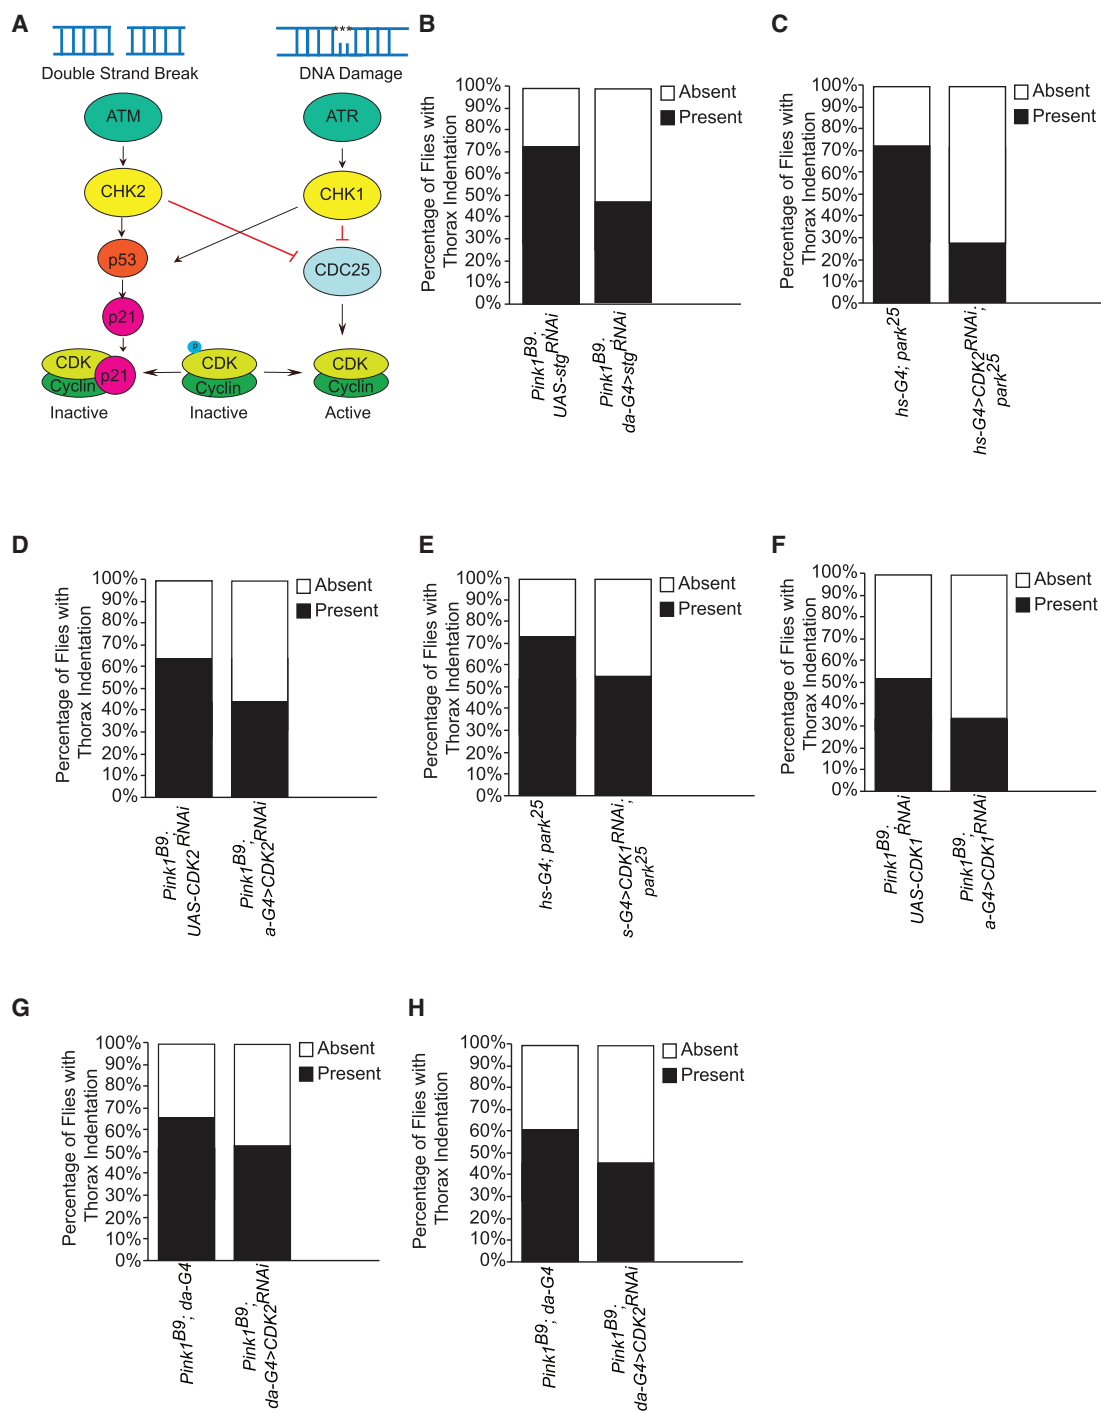 A
***
Double Strand Break
DNA Damage
ATM
ATR
CHK2
CHK1
p53
CDC25
p21
CDK
Cyclin
p21
P
CDK
Cyclin
CDK
Cyclin
Inactive
Inactive
Active
B
Percentage of Flies with
Thorax Indentation
100%
90%
80%
70%
60%
50%
40%
30%
20%
10%
0%
Absent
Present
Pink1B9;
UAS-stgRNAi
Pink1B9;
da-G4>stgRNAi
C
Percentage of Flies with
Thorax Indentation
100%
90%
80%
70%
60%
50%
40%
30%
20%
10%
0%
Absent
Present
hs-G4; park25
hs-G4>CDK2RNAi;
park25
D
Percentage of Flies with
Thorax Indentation
100%
90%
80%
70%
60%
50%
40%
30%
20%
10%
0%
Absent
Present
Pink1B9;
UAS-CDK2RNAi
Pink1B9;
a-G4>CDK2RNAi
E
Percentage of Flies with
Thorax Indentation
100%
90%
80%
70%
60%
50%
40%
30%
20%
10%
0%
Absent
Present
hs-G4; park25
s-G4>CDK1RNAi;
park25
F
Percentage of Flies with
Thorax Indentation
100%
90%
80%
70%
60%
50%
40%
30%
20%
10%
0%
Absent
Present
Pink1B9;
UAS-CDK1RNAi
Pink1B9;
a-G4>CDK1RNAi
G
Percentage of Flies with
Thorax Indentation
100%
90%
80%
70%
60%
50%
40%
30%
20%
10%
0%
Absent
Present
Pink1B9; da-G4
Pink1B9;
da-G4>CDK2RNAi
H
Percentage of Flies with
Thorax Indentation
100%
90%
80%
70%
60%
50%
40%
30%
20%
10%
0%
Absent
Present
Pink1B9; da-G4
Pink1B9;
da-G4>CDK2RNAi